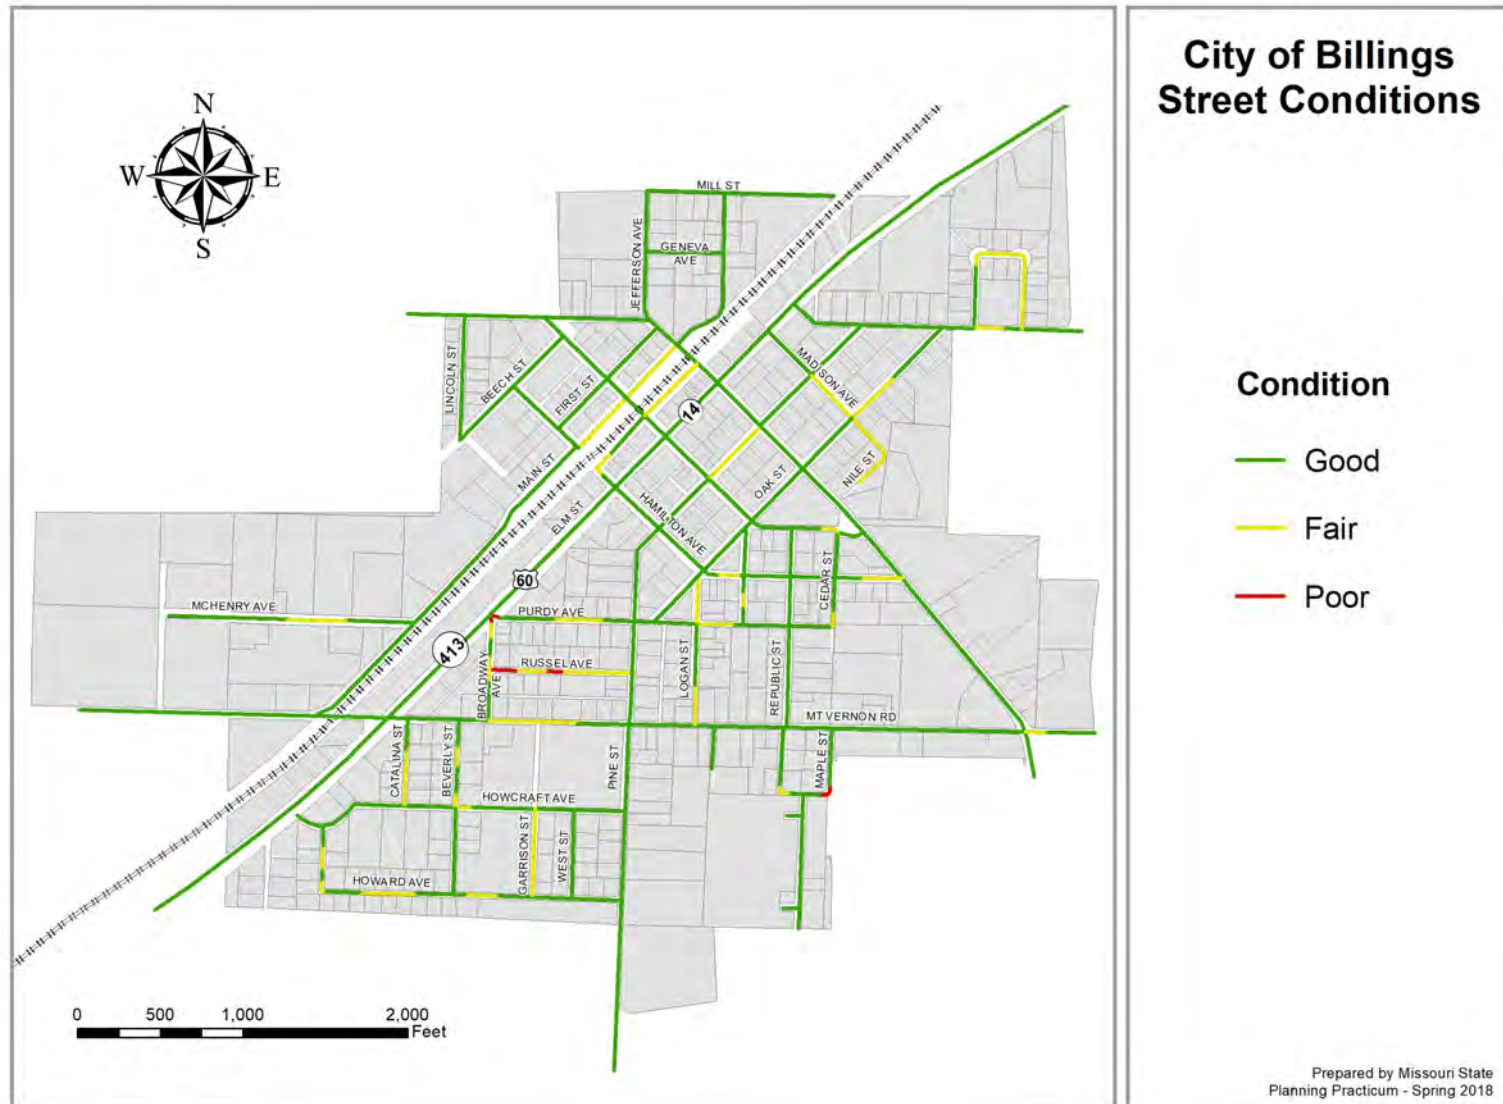 City of Billings
Street Conditions
N
W
E
S
MILL ST
JEFFERSON AVE
GENEVA
AVE
LINCOLN ST
BEECH ST
FIRST ST
MADISON AVE
14
MAIN ST
ELM ST
OAK ST
NILE ST
HAMILTON AVE
60
CEDAR ST
MCHENRY AVE
PURDY AVE
413
RUSSEL AVE
BROADWAY
AVE
LOGAN ST
REPUBLIC ST
MT VERNON RD
CATALINA ST
BEVERLY ST
PINE ST
MAPLE ST
HOWCRAFT AVE
GARRISON ST
WEST ST
HOWARD AVE
0 500 1,000 2,000
Feet
Condition
Good
Fair
Poor
Prepared by Missouri State
Planning Practicum - Spring 2018